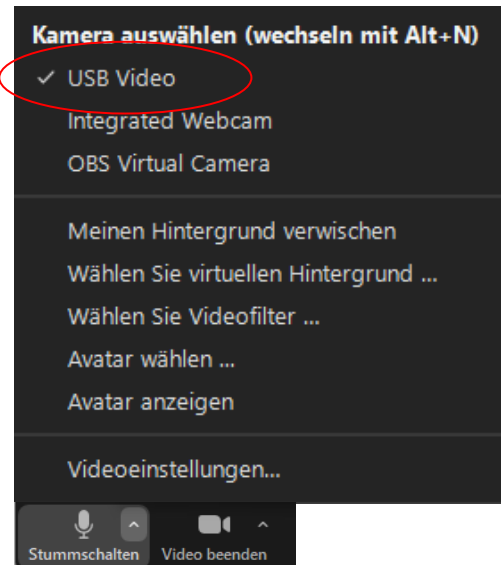 Kamera auswählen (wechseln mit Alt+N)
USB Video
Integrated Webcam
OBS Virtual Camera
Meinen Hintergrund verwischen
Wählen Sie virtuellen Hintergrund ...
Wählen Sie Videofilter ...
Avatar wählen ...
Avatar anzeigen
Videoeinstellungen...
Stummschalten Video beenden